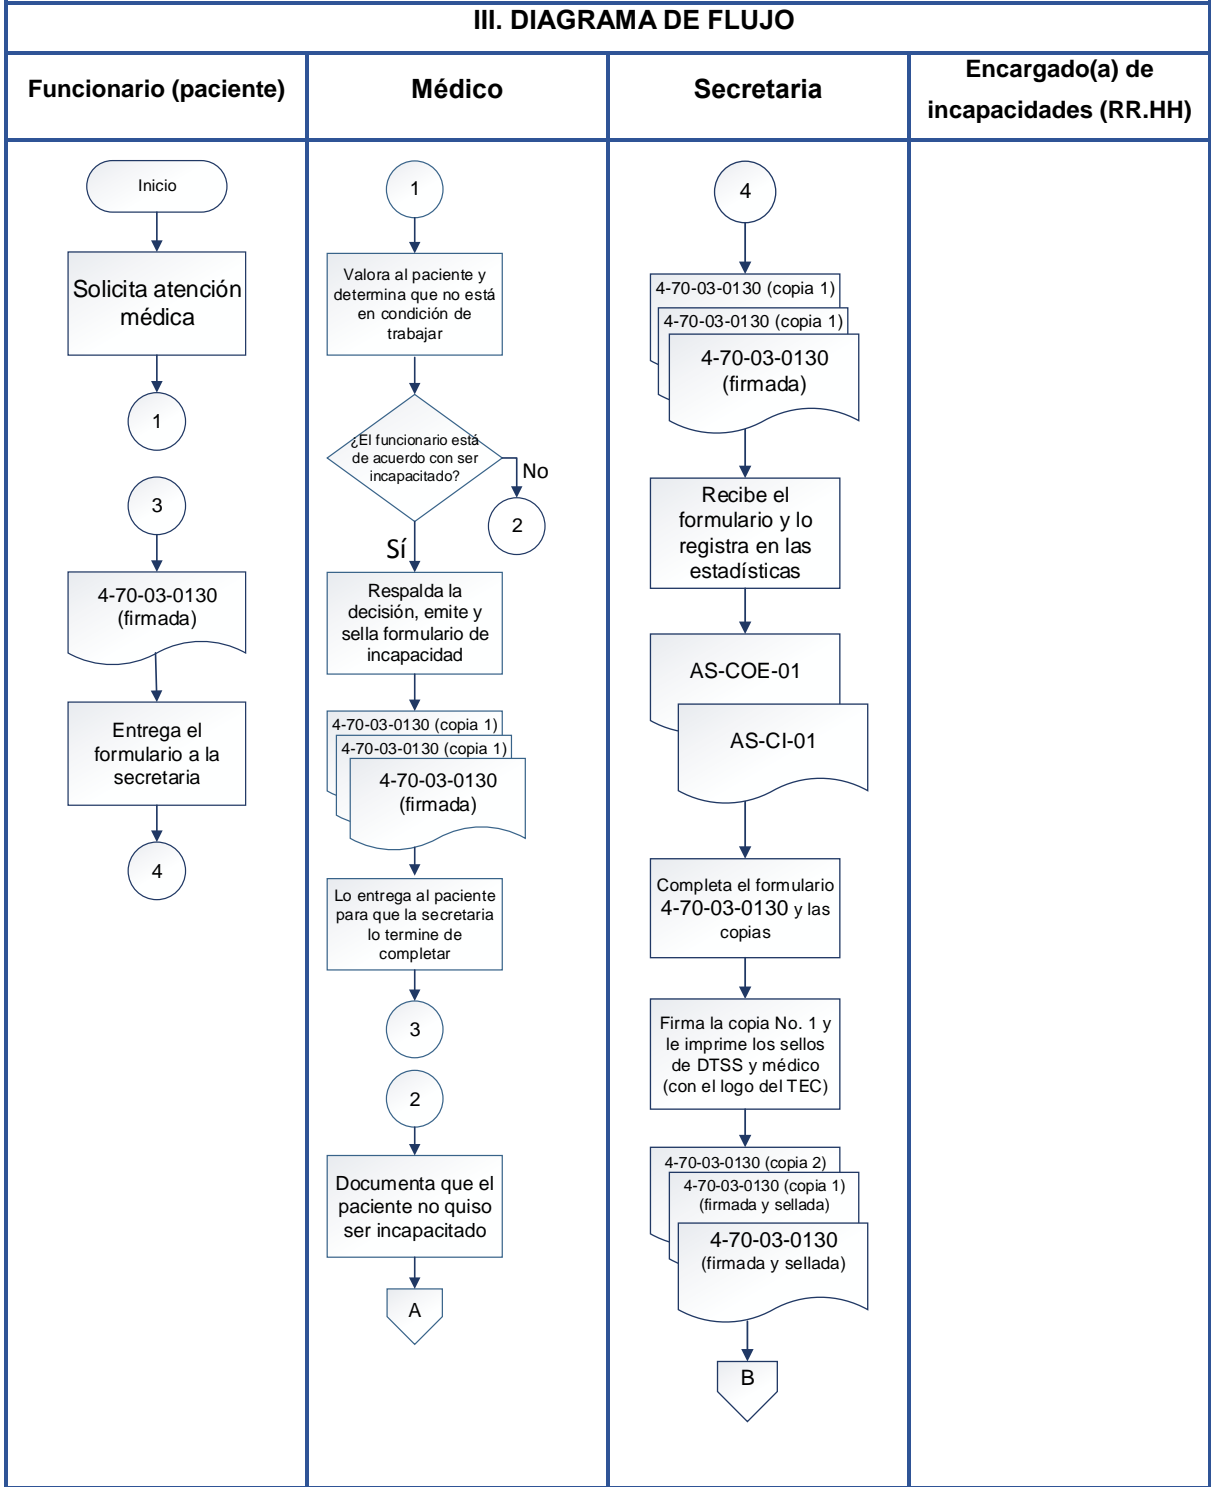 III. DIAGRAMA DE FLUJO
Funcionario (paciente)
Médico
Secretaria
Encargado(a) de
incapacidades (RR.HH)
Inicio
Solicita atención
médica
1
3
4-70-03-0130
(firmada)
Entrega el
formulario a la
secretaria
4
1
Valora al paciente y
determina que no está
en condición de
trabajar
¿El funcionario está
de acuerdo con ser
incapacitado?
No
2
Sí
Respalda la
decisión, emite y
sella formulario de
incapacidad
4-70-03-0130 (copia 1)
4-70-03-0130 (copia 1)
4-70-03-0130
(firmada)
Lo entrega al paciente
para que la secretaria
lo termine de
completar
3
2
Documenta que el
paciente no quiso
ser incapacitado
A
4
4-70-03-0130 (copia 1)
4-70-03-0130 (copia 1)
4-70-03-0130
(firmada)
Recibe el
formulario y lo
registra en las
estadísticas
AS-COE-01
AS-CI-01
Completa el formulario
4-70-03-0130 y las
copias
Firma la copia No. 1 y
le imprime los sellos
de DTSS y médico
(con el logo del TEC)
4-70-03-0130 (copia 2)
4-70-03-0130 (copia 1)
(firmada y sellada)
4-70-03-0130
(firmada y sellada)
B